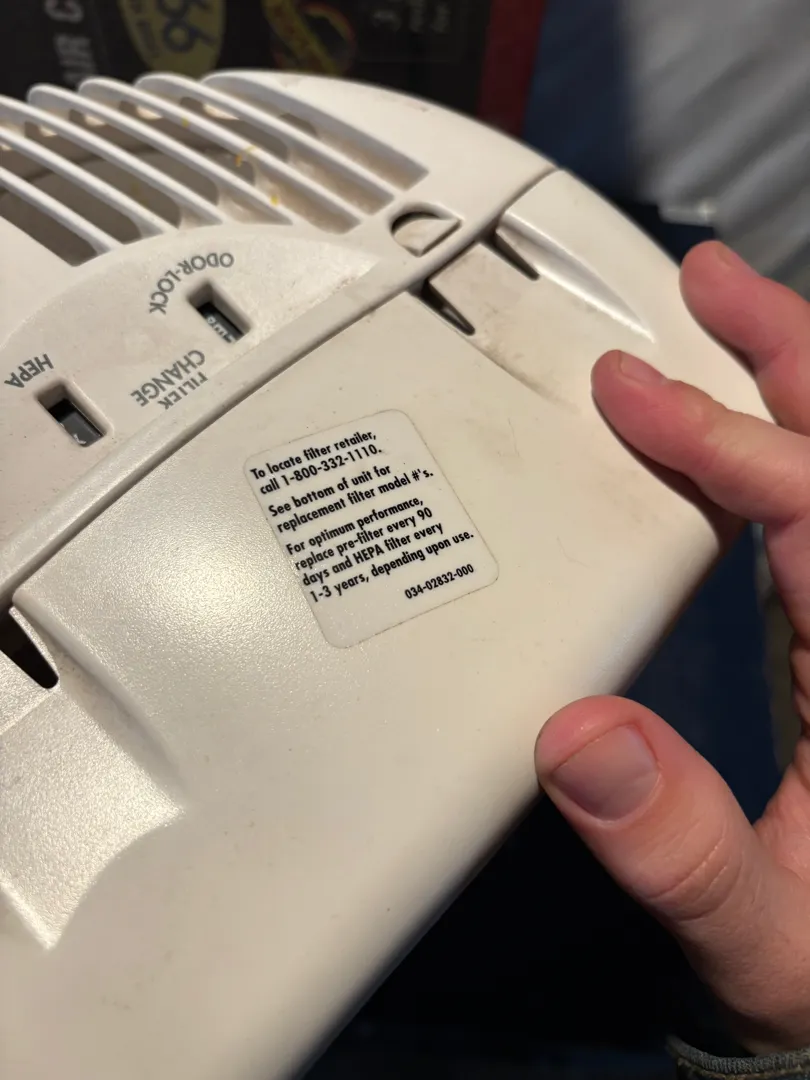 66
AIR C
ODOR-LOCK
HEPA
FILTER
CHANGE
To locate filter retailer,
call 1-800-332-1110.
See bottom of unit for
replacement filter model #'s.
For optimum performance,
replace pre-filter every 90
days and HEPA filter every
1-3 years, depending upon use.
034-02832-000